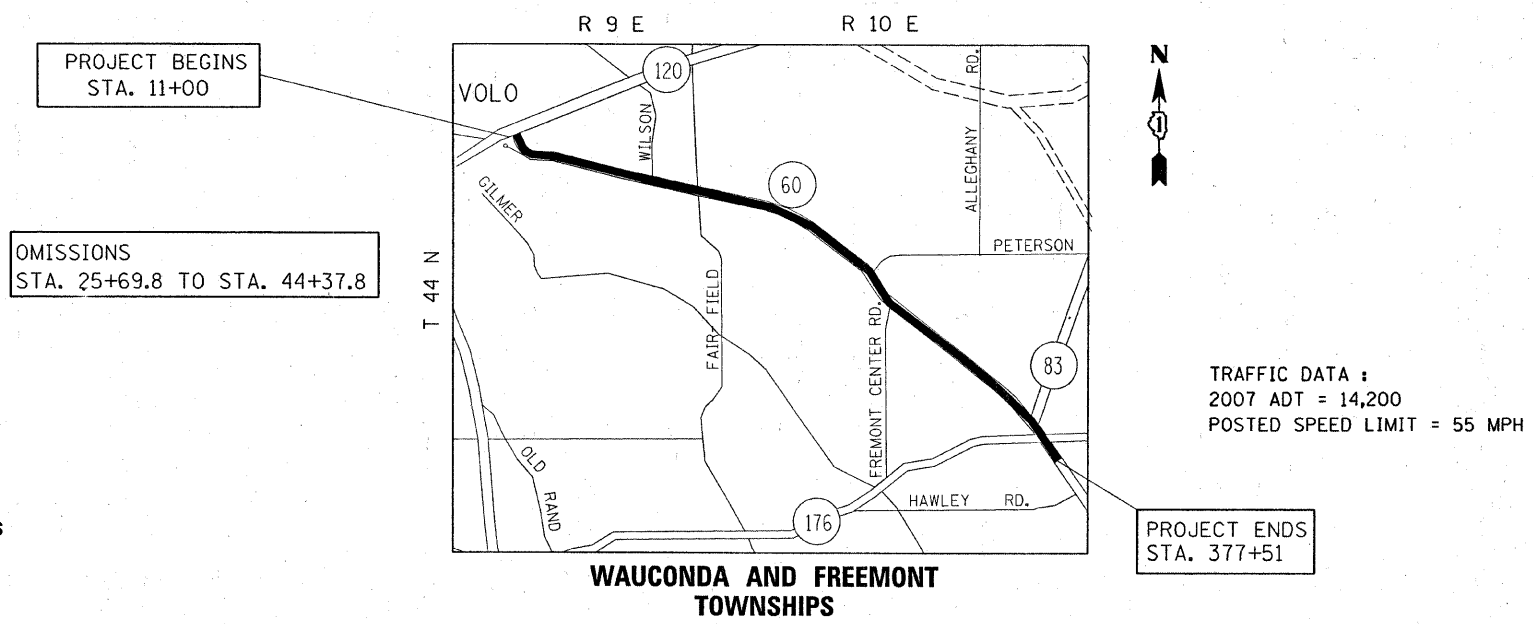 R 9 E
R 10 E
PROJECT BEGINS
STA. 11+00
VOLO
120
WILSON
ALLEGHANY RD.
N
1
60
GILMER
PETERSON
OMISSIONS
STA. 25+69.8 TO STA. 44+37.8
T 44 N
FAIR-FIELD
FREMONT CENTER RD.
83
TRAFFIC DATA :
2007 ADT = 14,200
POSTED SPEED LIMIT = 55 MPH
OLD RAND
HAWLEY RD.
176
PROJECT ENDS
STA. 377+51
S
WAUCONDA AND FREEMONT
TOWNSHIPS